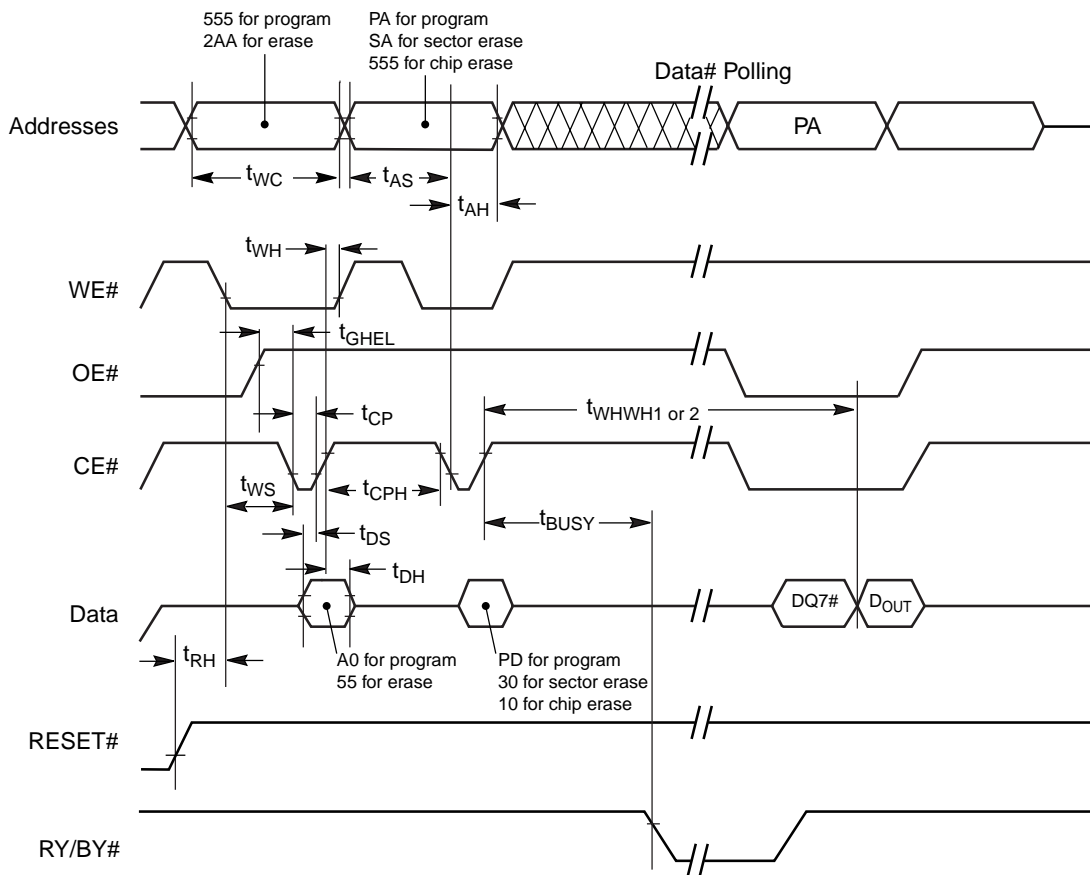 555 for program
2AA for erase
PA for program
SA for sector erase
555 for chip erase
Data# Polling
Addresses
PA
tWC
tAS
tAH
tWH
WE#
tGHEL
OE#
tWHWH1 or 2
tCP
CE#
tWS
tCPH
tBUSY
tDS
tDH
Data
DQ7#
DOUT
tRH
A0 for program
55 for erase
PD for program
30 for sector erase
10 for chip erase
RESET#
RY/BY#